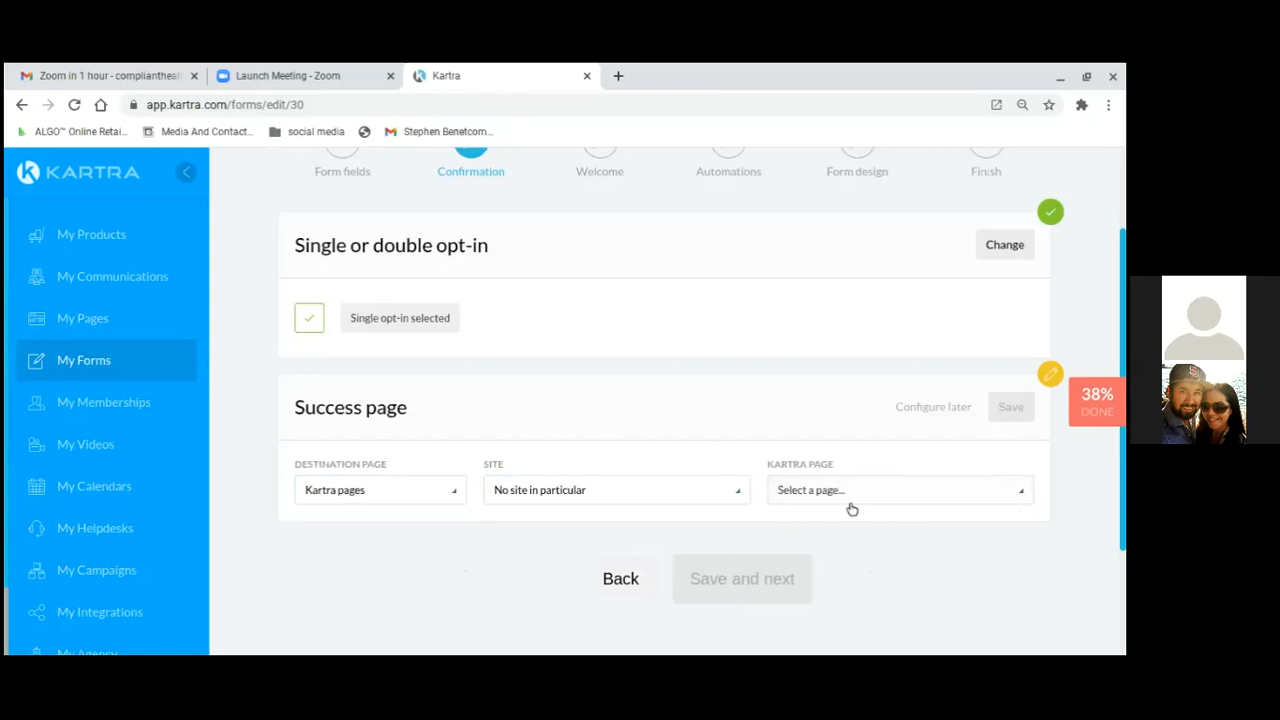 Zoom in 1 hour - ‎complianthealt
Launch Meeting - Zoom
Kartra
app.kartra.com/forms/edit/30
ALGO™ Online Retai...
Media And Contact...
social media
Stephen Benetcom...
KARTRA
Form fields
Confirmation
Welcome
Automations
Form design
Finish
My Products
My Communications
My Pages
My Forms
My Memberships
My Videos
My Calendars
My Helpdesks
My Campaigns
My Integrations
My Agency
Single or double opt-in
Change
Single opt-in selected
Success page
Configure later
Save
38%
DONE
DESTINATION PAGE
SITE
KARTRA PAGE
Kartra pages
No site in particular
Select a page...
Back
Save and next